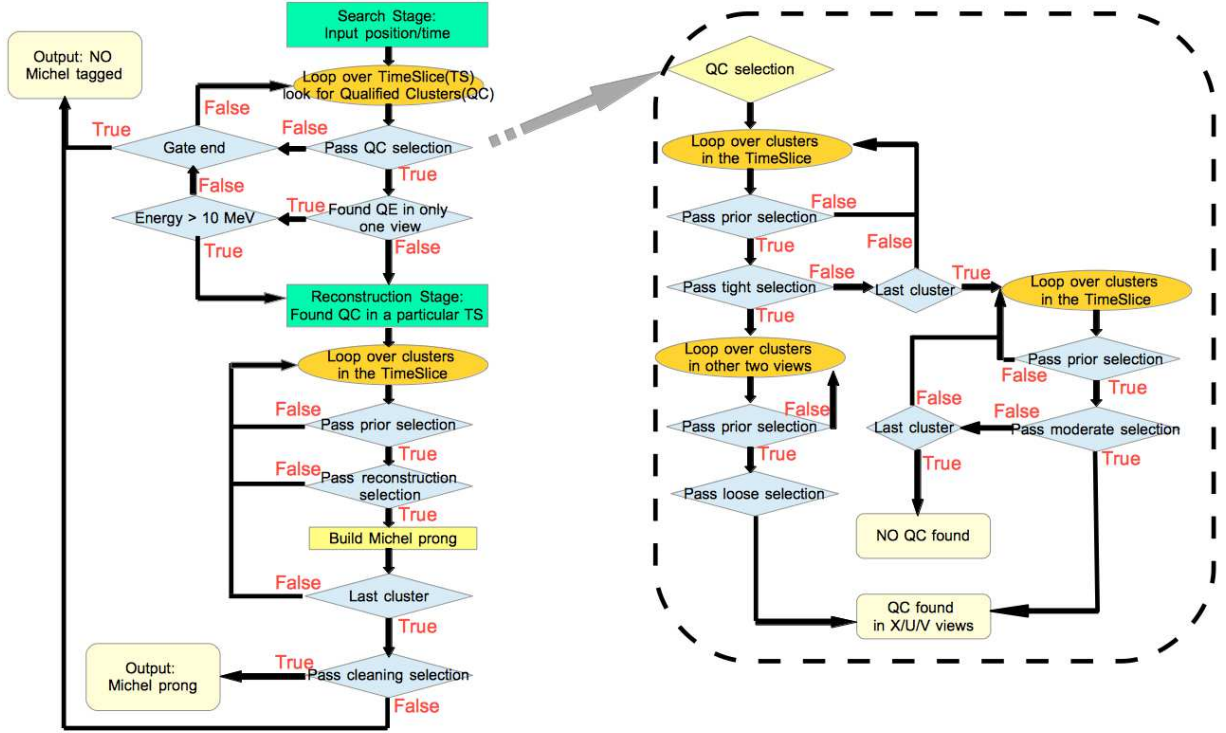 Search Stage:
Input position/time
Output: NO
Michel tagged
Loop over TimeSlice(TS)
look for Qualified Clusters(QC)
False
True
False
Gate end
Pass QC selection
False
True
True
Energy > 10 MeV
Found QE in only
one view
True
False
Reconstruction Stage:
Found QC in a particular TS
Loop over clusters
in the TimeSlice
False
Pass prior selection
True
False
Pass reconstruction
selection
True
Build Michel prong
False
Last cluster
True
Output:
Michel prong
True
Pass cleaning selection
False
QC selection
Loop over clusters
in the TimeSlice
Pass prior selection
False
True
False
Pass tight selection
False
Last cluster
True
Loop over clusters
in the TimeSlice
True
Loop over clusters
in other two views
Pass prior selection
False
True
False
Pass prior selection
False
True
Last cluster
False
Pass moderate selection
True
True
Pass loose selection
NO QC found
QC found
in X/U/V views